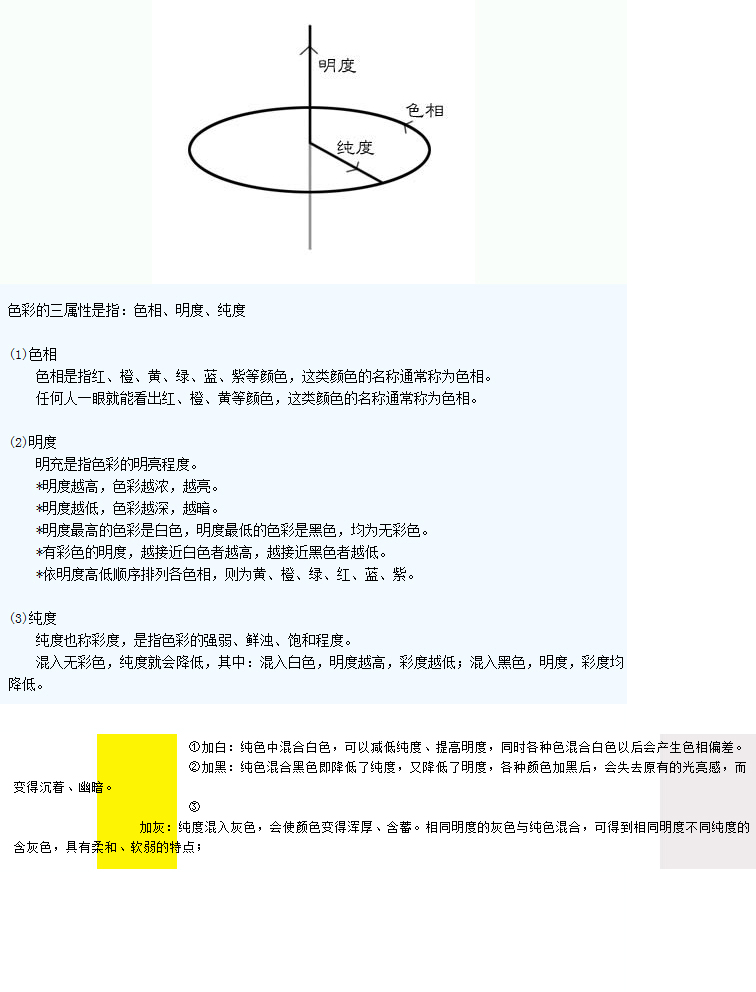 明度
色相
纯度
色彩的三属性是指：色相、明度、纯度
(1)色相
色相是指红、橙、黄、绿、蓝、紫等颜色，这类颜色的名称通常称为色相。
任何人一眼就能看出红、橙、黄等颜色，这类颜色的名称通常称为色相。
(2)明度
明充是指色彩的明亮程度。
*明度越高，色彩越浓，越亮。
*明度越低，色彩越深，越暗。
*明度最高的色彩是白色，明度最低的色彩是黑色，均为无彩色。
*有彩色的明度，越接近白色者越高，越接近黑色者越低。
*依明度高低顺序排列各色相，则为黄、橙、绿、红、蓝、紫。
(3)纯度
纯度也称彩度，是指色彩的强弱、鲜浊、饱和程度。
混入无彩色，纯度就会降低，其中：混入白色，明度越高，彩度越低；混入黑色，明度，彩度均
降低。
①加白：纯色中混合白色，可以减低纯度、提高明度，同时各种色混合白色以后会产生色相偏差。
②加黑：纯色混合黑色即降低了纯度，又降低了明度，各种颜色加黑后，会失去原有的光亮感，而
变得沉着、幽暗。
③
加灰：纯度混入灰色，会使颜色变得浑厚、含蓄。相同明度的灰色与纯色混合，可得到相同明度不同纯度的
含灰色，具有柔和、软弱的特点；